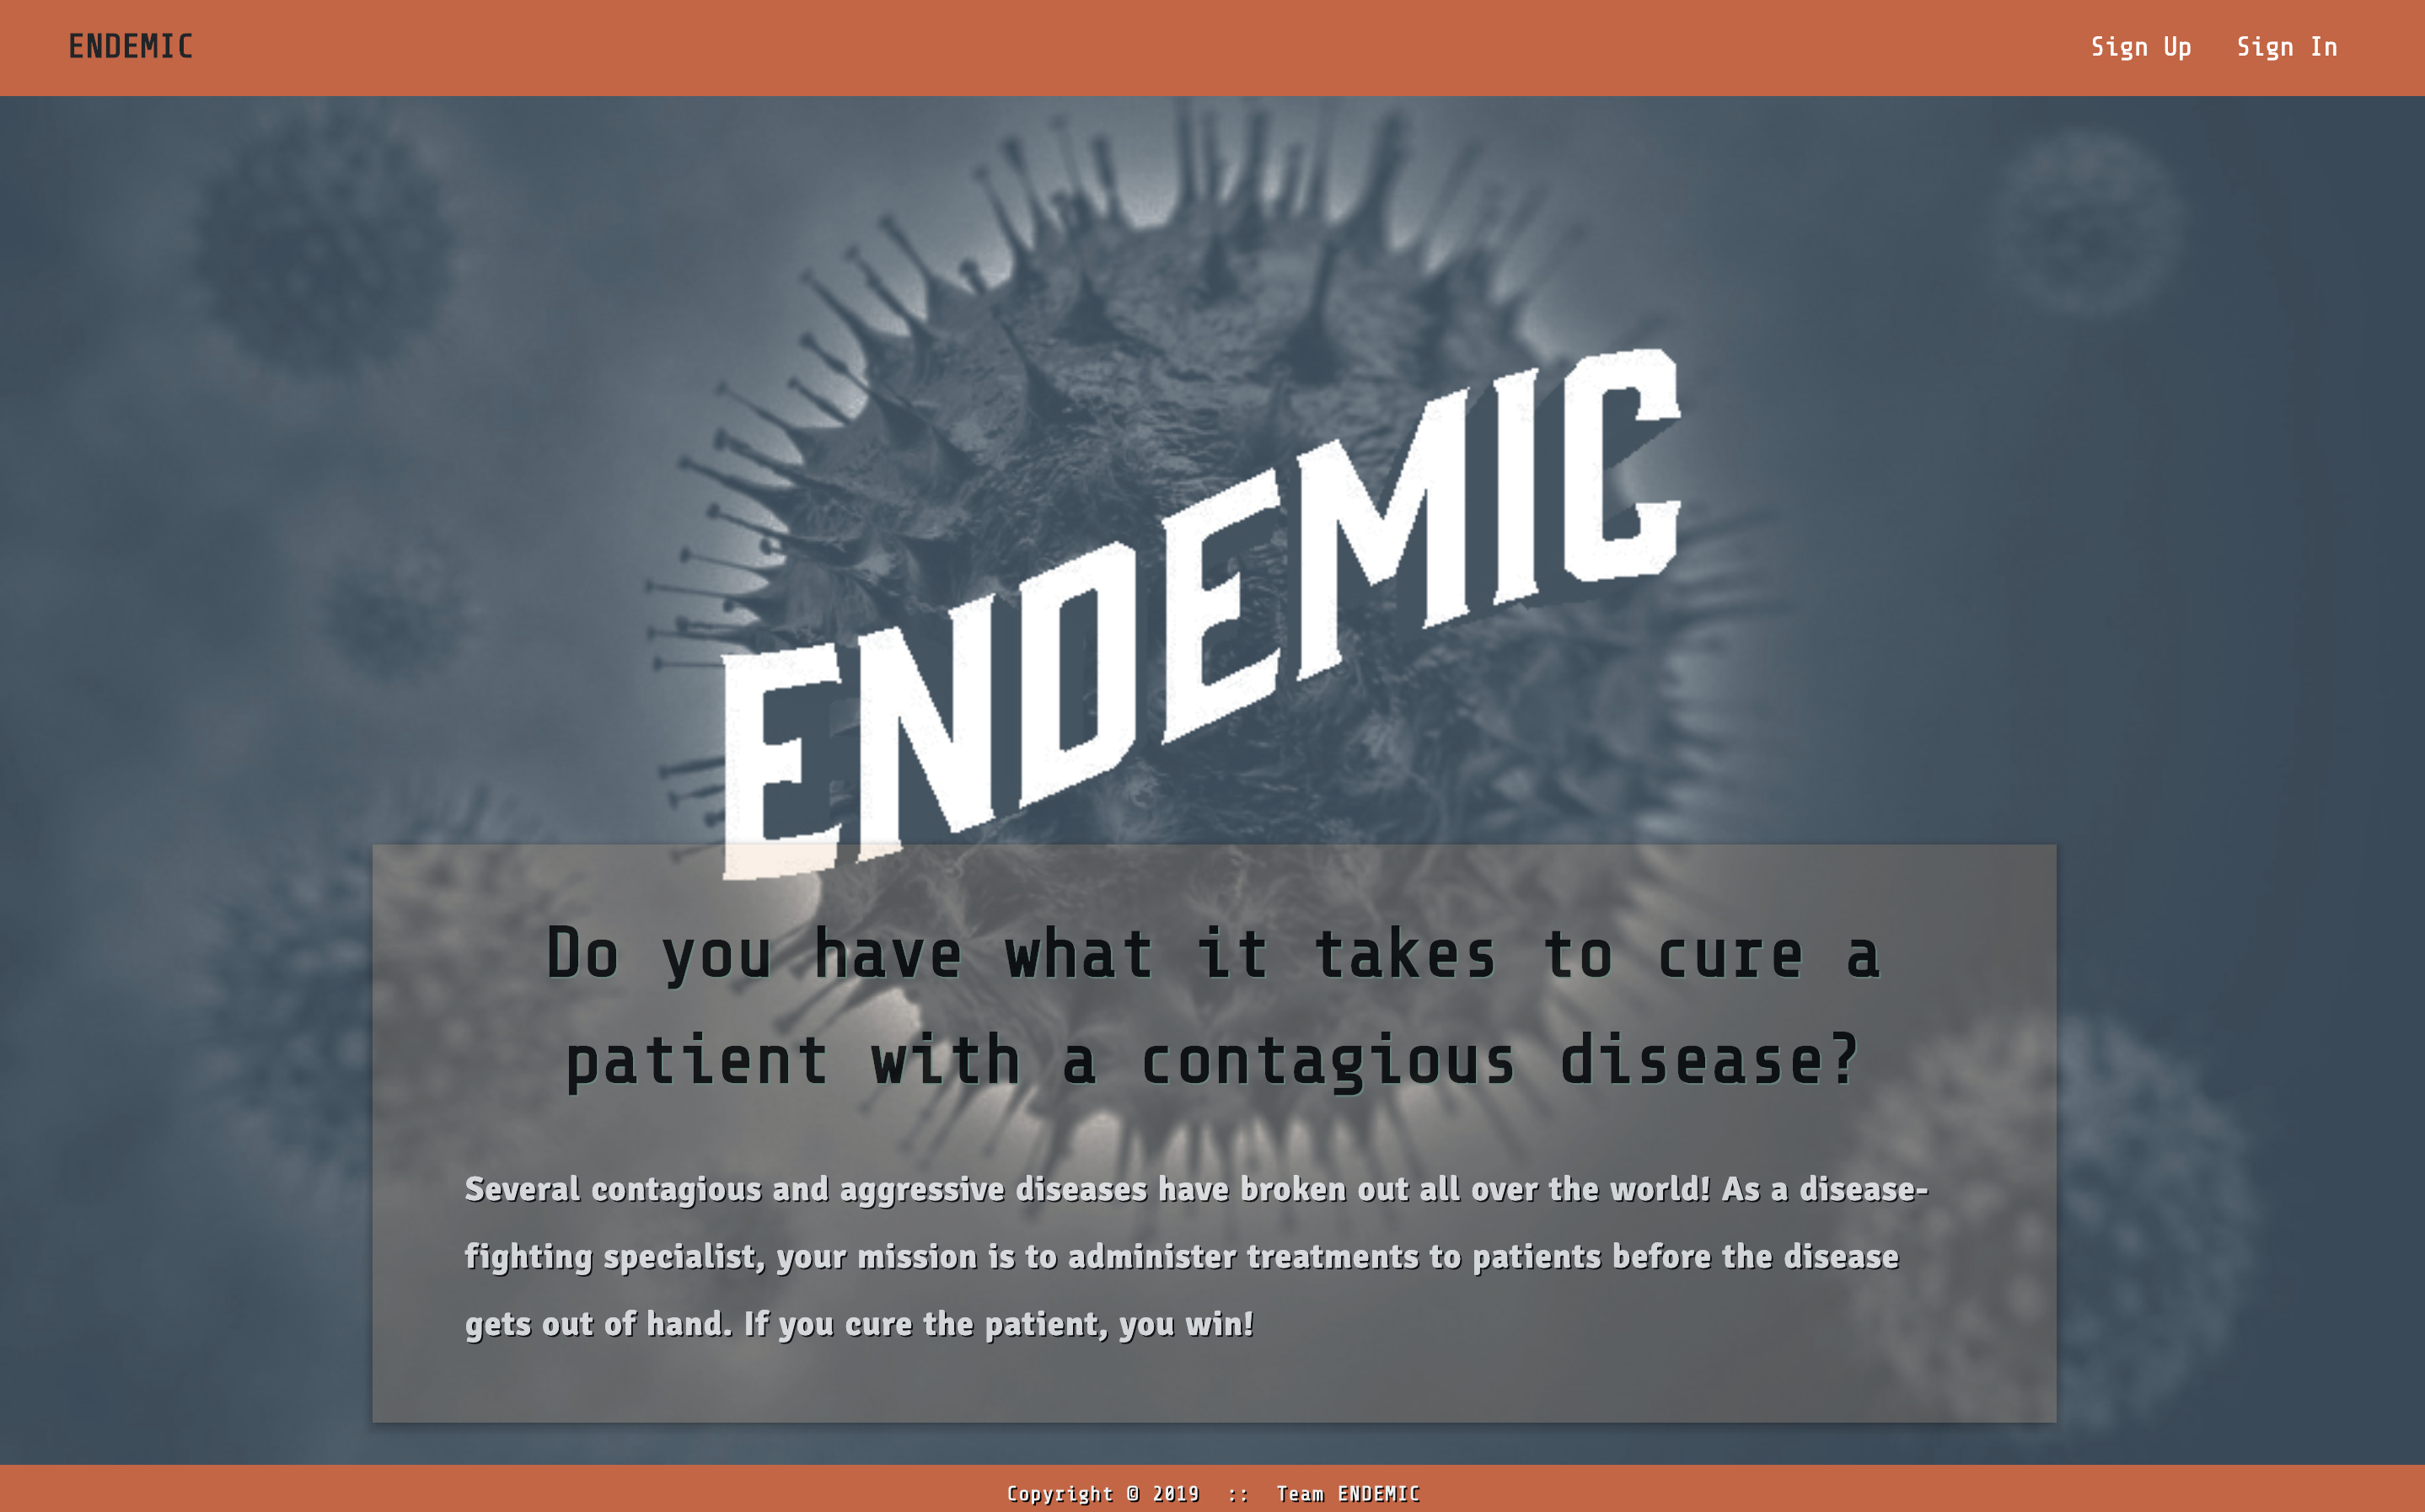 ENDEMIC
Sign Up Sign In
ENDEMIC
Do you have what it takes to cure a
patient with a contagious disease?
Several contagious and aggressive diseases have broken out all over the world! As a disease-
fighting specialist, your mission is to administer treatments to patients before the disease
gets out of hand. If you cure the patient, you win!
Copyright © 2019 :: Team ENDEMIC